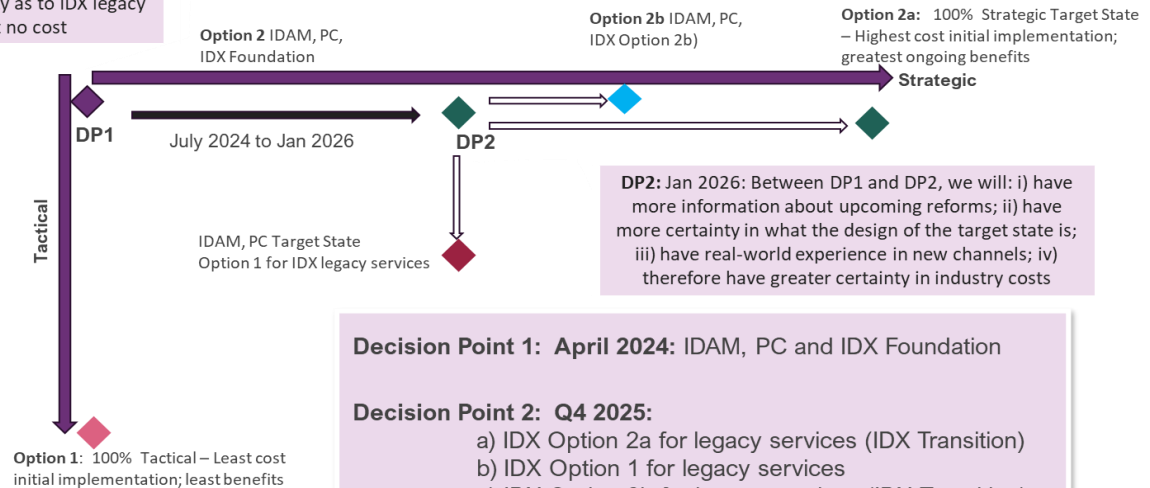 y as to IDX legacy
no cost
Option 2 IDAM, PC,
IDX Foundation
Option 2b IDAM, PC,
IDX Option 2b)
Option 2a: 100% Strategic Target State
– Highest cost initial implementation;
greatest ongoing benefits
Strategic
DP1
July 2024 to Jan 2026
DP2
Tactical
IDAM, PC Target State
Option 1 for IDX legacy services
DP2: Jan 2026: Between DP1 and DP2, we will: i) have
more information about upcoming reforms; ii) have
more certainty in what the design of the target state is;
iii) have real-world experience in new channels; iv)
therefore have greater certainty in industry costs
Decision Point 1: April 2024: IDAM, PC and IDX Foundation
Decision Point 2: Q4 2025:
a) IDX Option 2a for legacy services (IDX Transition)
b) IDX Option 1 for legacy services
Option 1: 100% Tactical – Least cost
initial implementation; least benefits